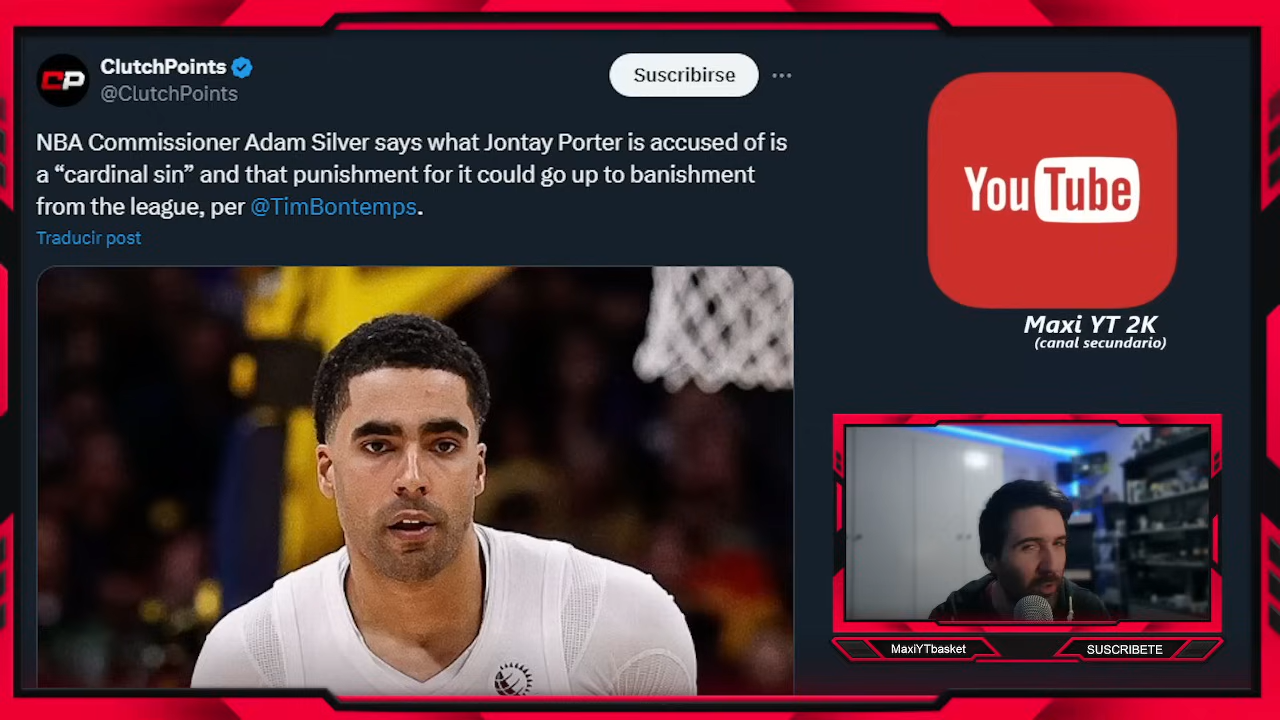 ClutchPoints
@ClutchPoints
Suscribirse
NBA Commissioner Adam Silver says what Jontay Porter is accused of is
a “cardinal sin” and that punishment for it could go up to banishment
from the league, per @TimBontemps.
Traducir post
CP
YouTube
Maxi YT 2K
(canal secundario)
MaxiYTbasket
SUSCRIBETE